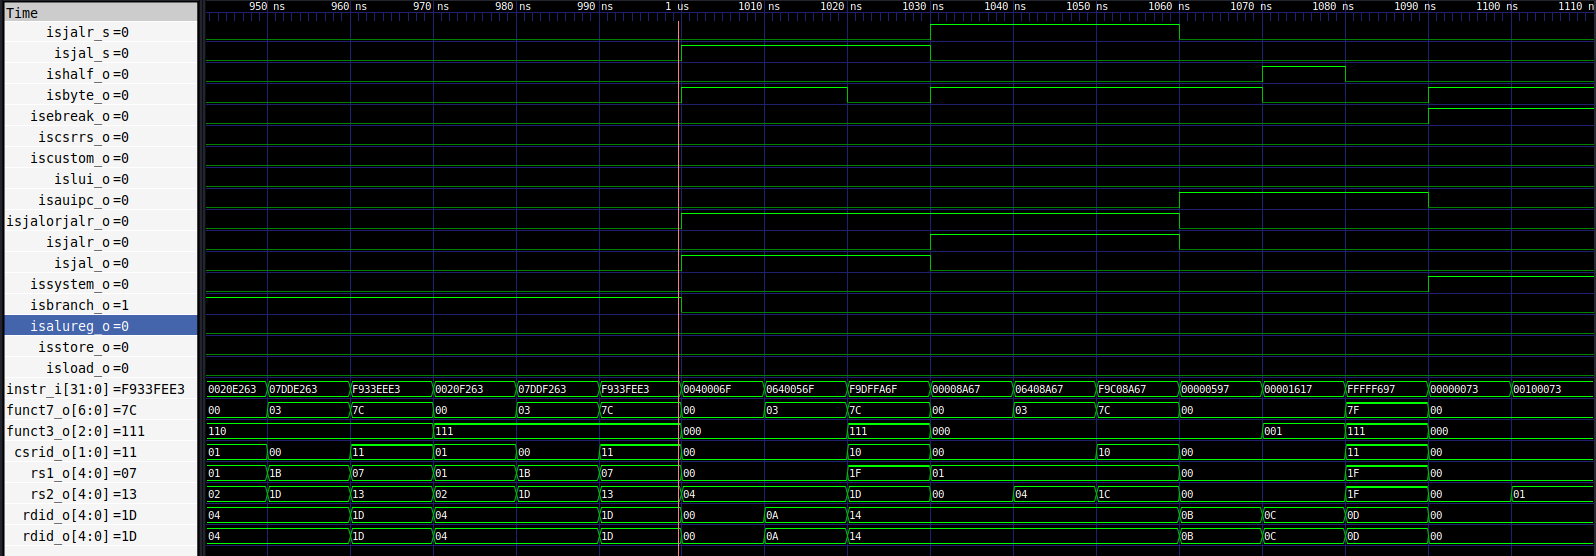 Time 950 ns 960 ns 970 ns 980 ns 990 ns 1 us 1010 ns 1020 ns 1030 ns 1040 ns 1050 ns 1060 ns 1070 ns 1080 ns 1090 ns 1100 ns 1110 n
isjalr_s=0
isjal_s=0
ishalf_o=0
isbyte_o=0
isebreak_o=0
iscsrrs_o=0
iscustom_o=0
islui_o=0
isauipc_o=0
isjalorjalr_o=0
isjalr_o=0
isjal_o=0
issystem_o=0
isbranch_o=1
isalureg_o=0
isstore_o=0
isload_o=0
instr_i[31:0]=F933FEE3 0020E263 07DDE263 F933EEE3 0020F263 07DDF263 F933FEE3 0040006F 0640056F F9DFFA6F 00008A67 06408A67 F9C08A67 00000597 00001617 FFFFF697 00000073 00100073
funct7_o[6:0]=7C 00 03 7C 00 03 7C 00 03 7C 00 03 7C 00 7F 00
funct3_o[2:0]=111 110 111 000 111 000 001 111 000
csrid_o[1:0]=11 01 00 11 01 00 11 00 10 00 10 00 11 00
rs1_o[4:0]=07 01 1B 07 01 1B 07 00 1F 01 00 1F 00
rs2_o[4:0]=13 02 1D 13 02 1D 13 04 1D 00 04 1C 00 1F 00 01
rdid_o[4:0]=1D 04 1D 04 1D 00 0A 14 0B 0C 0D 00
rdid_o[4:0]=1D 04 1D 04 1D 00 0A 14 0B 0C 0D 00